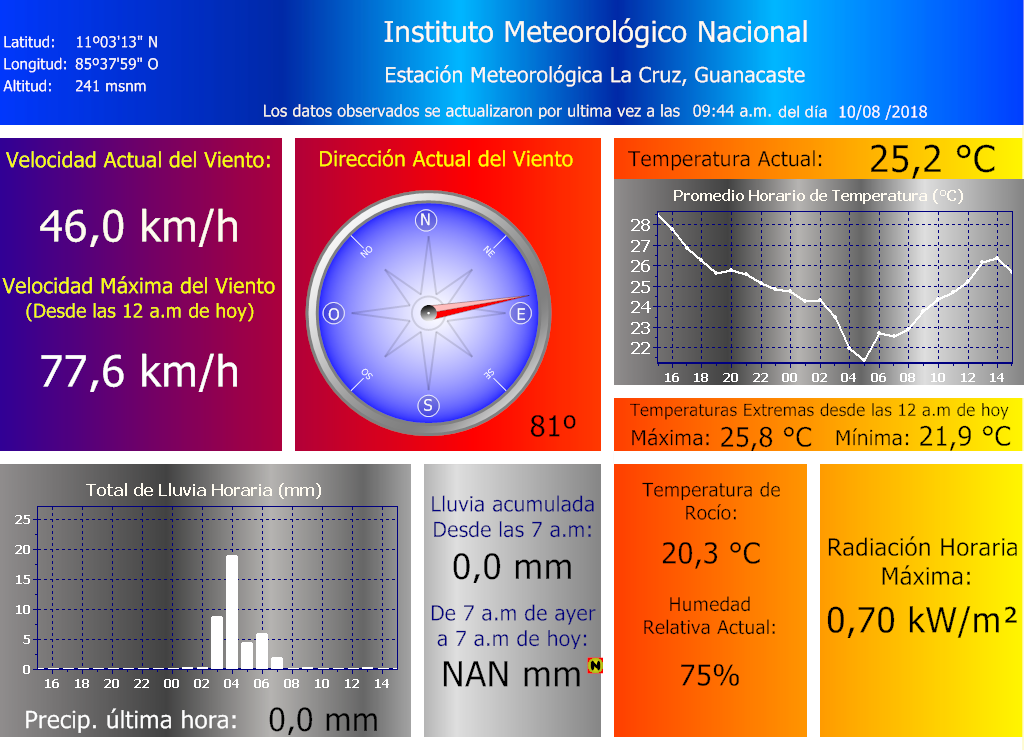 Instituto Meteorológico Nacional
Latitud: 11º03'13" N
Longitud: 85º37'59" O
Altitud: 241 msnm
Estación Meteorológica La Cruz, Guanacaste
Los datos observados se actualizaron por ultima vez a las 09:44 a.m. del día 10/08 /2018
Velocidad Actual del Viento:
46,0 km/h
Velocidad Máxima del Viento
(Desde las 12 a.m de hoy)
77,6 km/h
Dirección Actual del Viento
N
NO
NE
O
E
SO
SE
S
81º
Temperatura Actual: 25,2 °C
Promedio Horario de Temperatura (°C)
28
27
26
25
24
23
22
16 18 20 22 00 02 04 06 08 10 12 14
Temperaturas Extremas desde las 12 a.m de hoy
Máxima: 25,8 °C Mínima: 21,9 °C
Total de Lluvia Horaria (mm)
25
20
15
10
5
0
16 18 20 22 00 02 04 06 08 10 12 14
Precip. última hora: 0,0 mm
Lluvia acumulada
Desde las 7 a.m:
0,0 mm
De 7 a.m de ayer
a 7 a.m de hoy:
NAN mm N
Temperatura de
Rocío:
20,3 °C
Humedad
Relativa Actual:
75%
Radiación Horaria
Máxima:
0,70 kW/m²